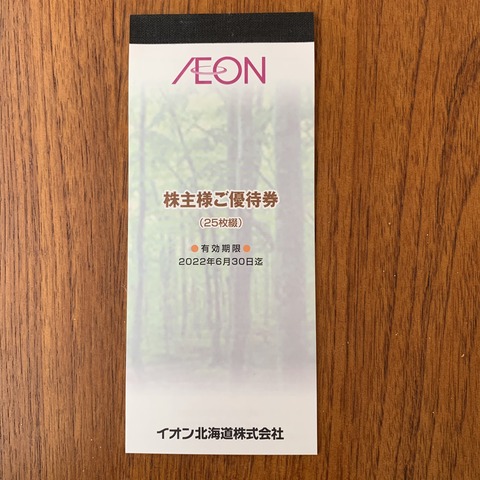 ÆON
株主様ご優待券
(25枚綴)
●有効期限●
2022年6月30日迄
イオン北海道株式会社